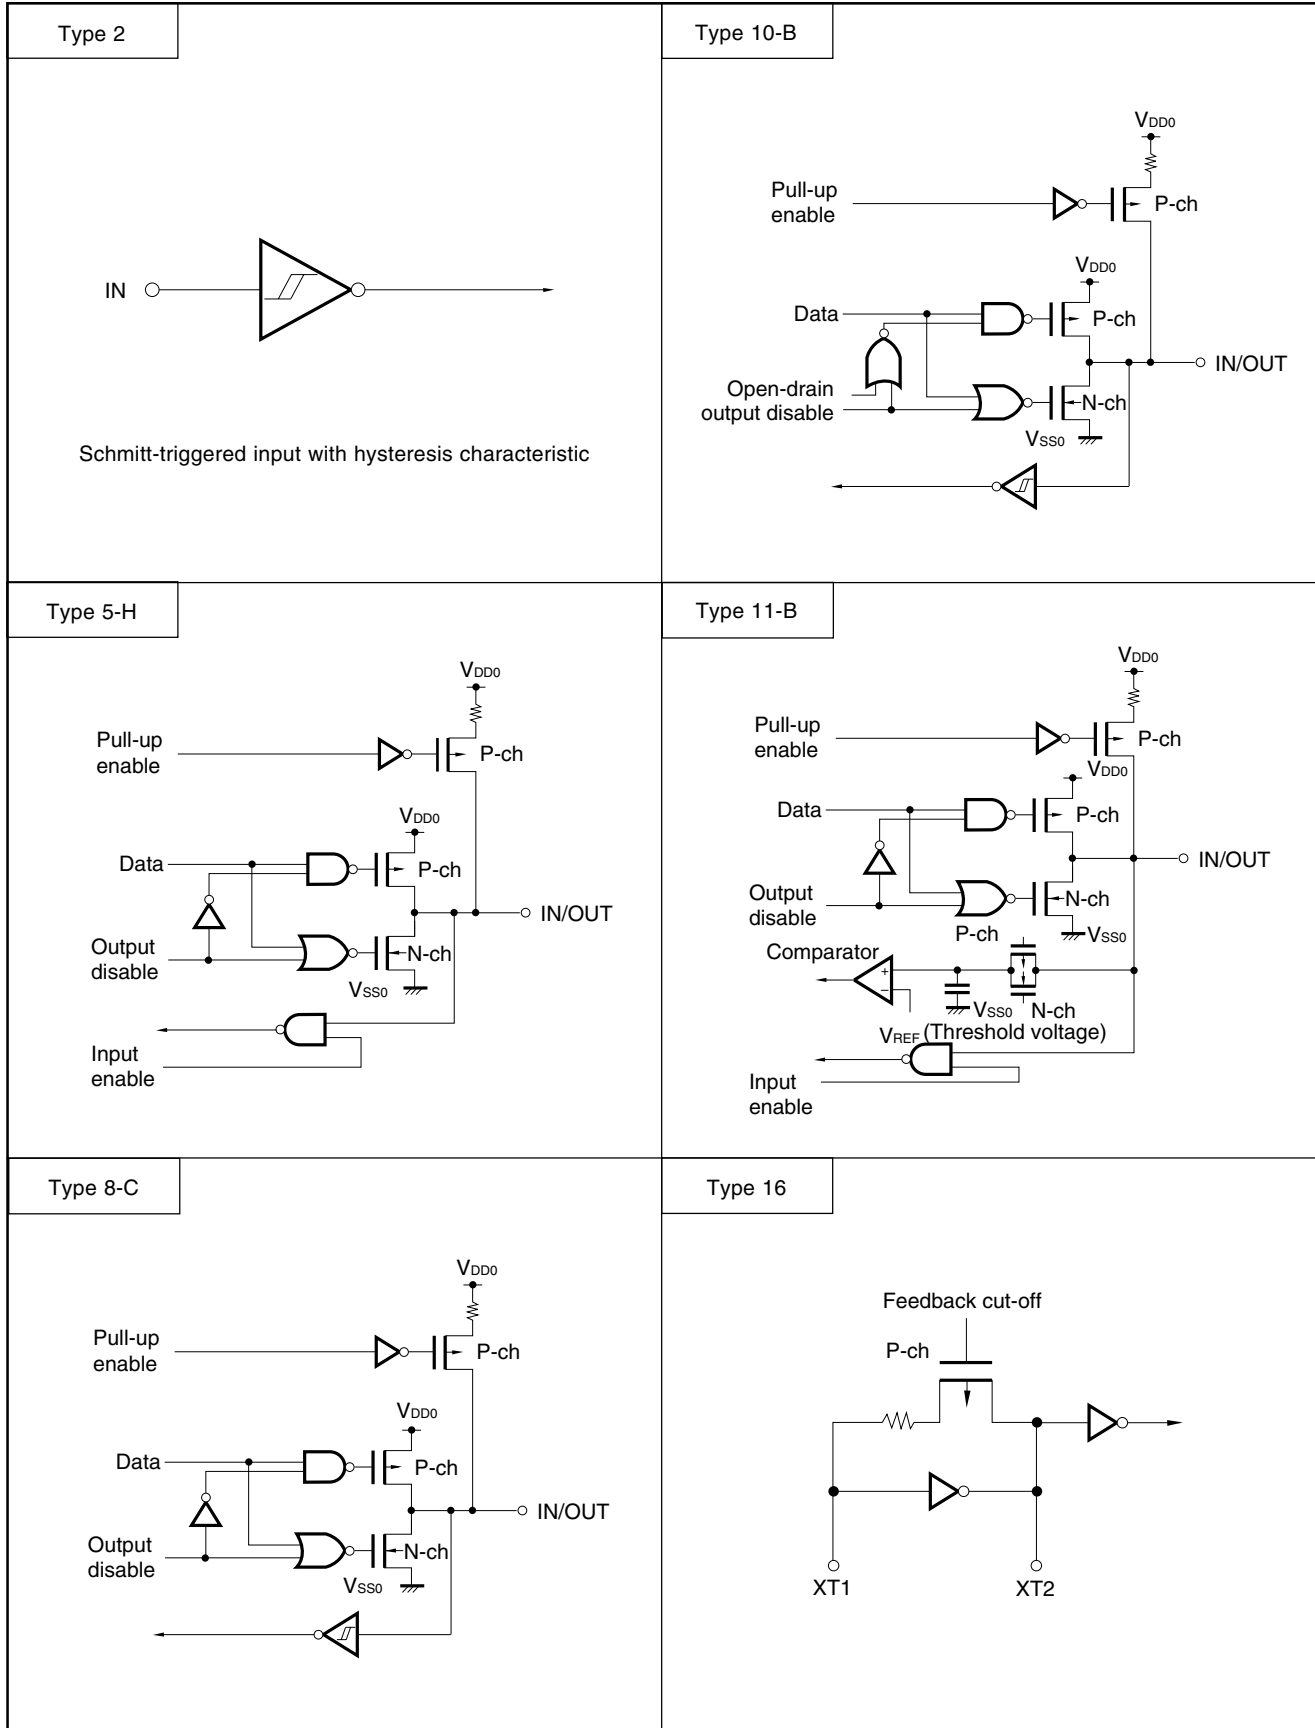 Type 2
IN
Schmitt-triggered input with hysteresis characteristic
Type 10-B
VDD0
Pull-up
enable
P-ch
VDD0
Data
P-ch
IN/OUT
Open-drain
output disable
N-ch
VSS0
Type 5-H
VDD0
Pull-up
enable
P-ch
VDD0
Data
P-ch
IN/OUT
Output
disable
N-ch
VSS0
Input
enable
Type 11-B
VDD0
Pull-up
enable
P-ch
VDD0
Data
P-ch
IN/OUT
Output
disable
N-ch
P-ch
VSS0
Comparator
+
−
VSS0
N-ch
VREF (Threshold voltage)
Input
enable
Type 8-C
VDD0
Pull-up
enable
P-ch
VDD0
Data
P-ch
IN/OUT
Output
disable
N-ch
VSS0
Type 16
Feedback cut-off
P-ch
XT1
XT2